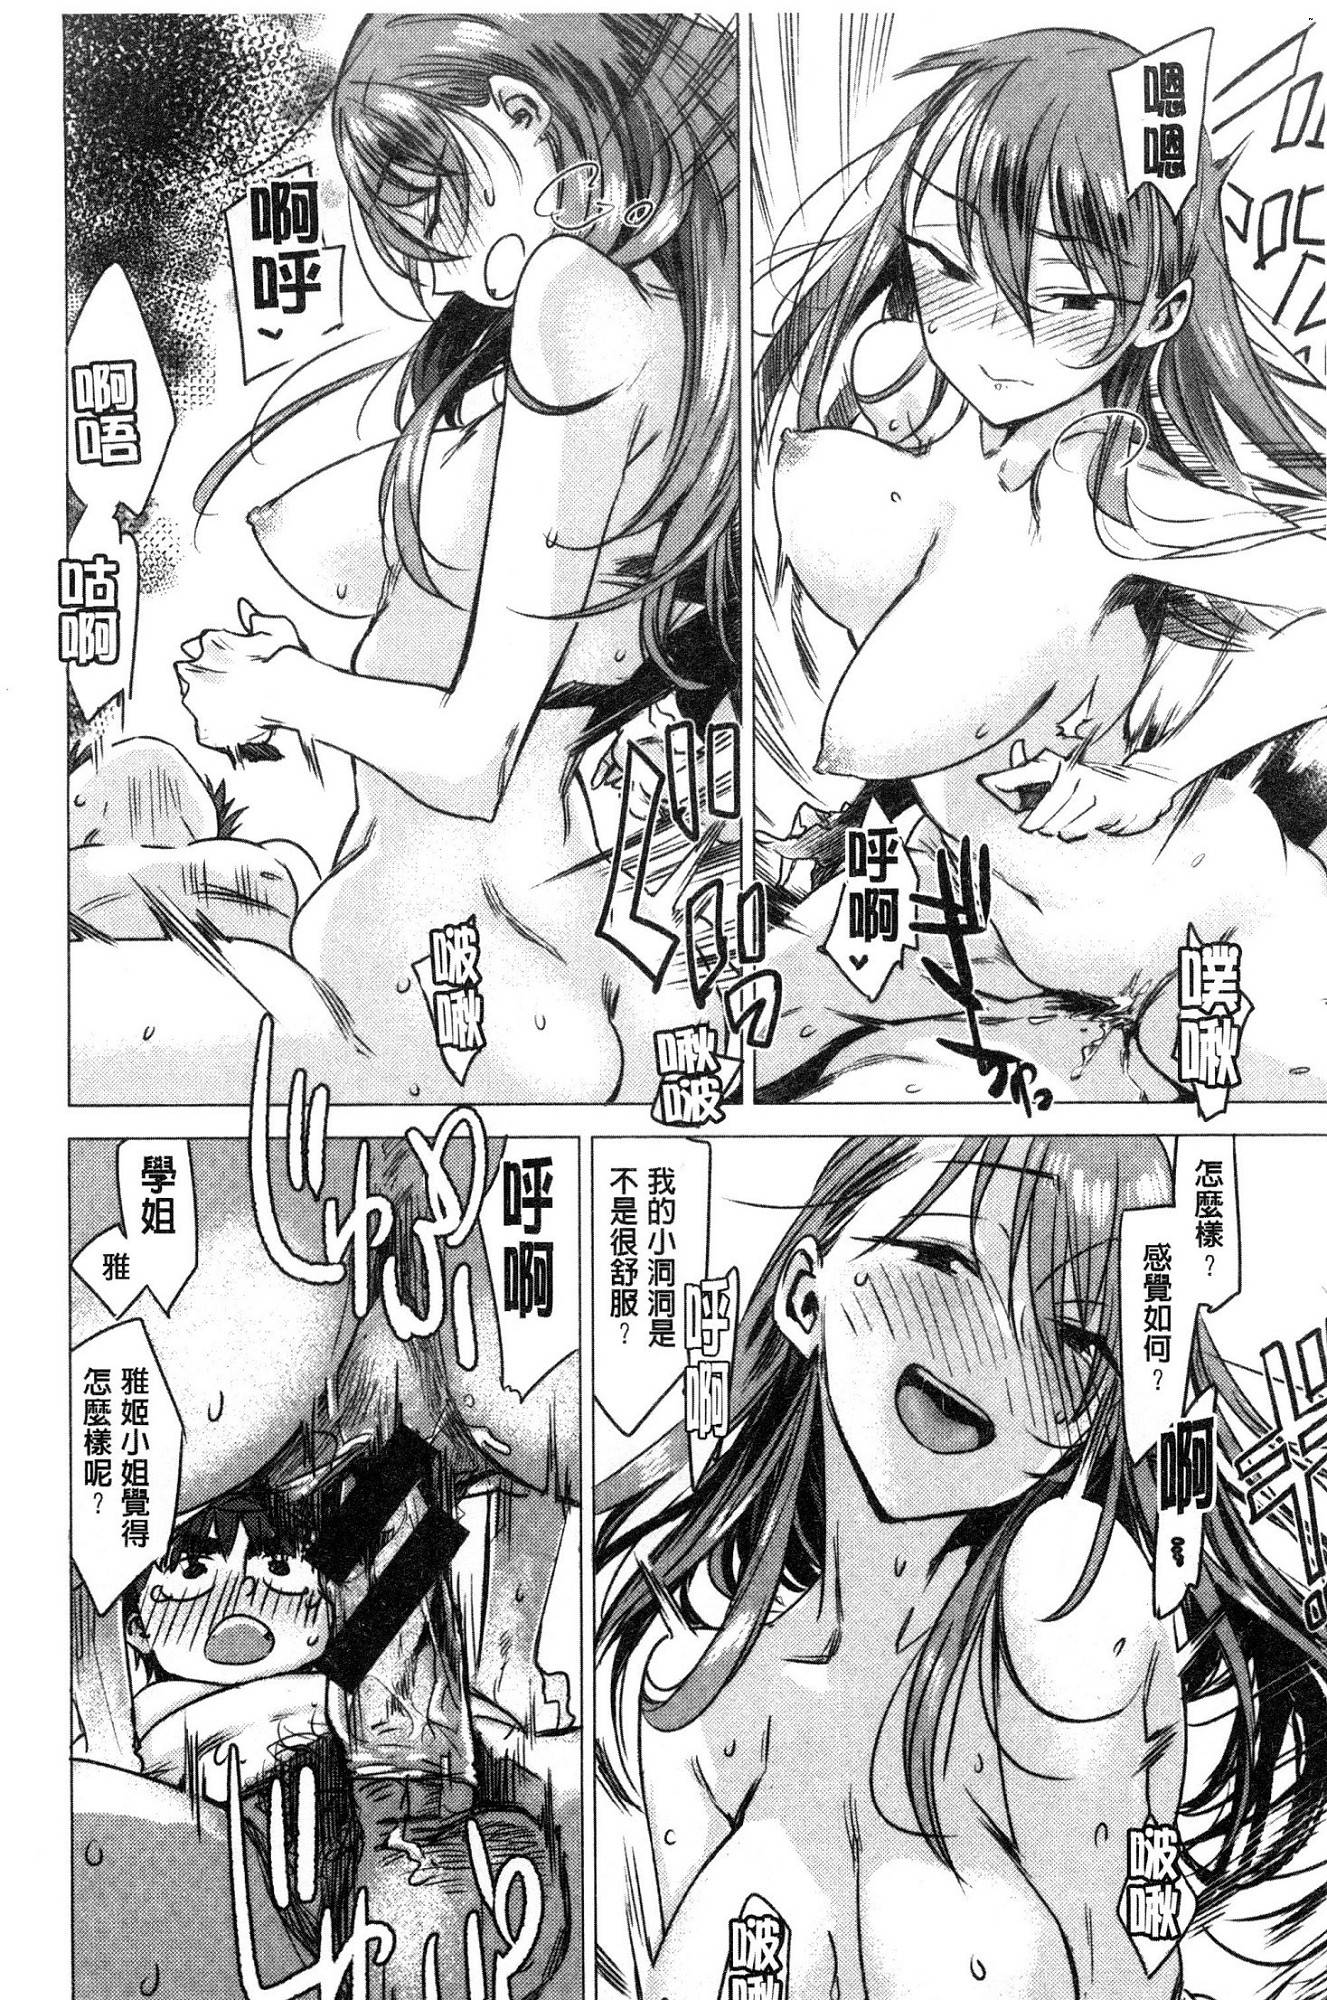 嗯嗯
呼啊♥
噗啾
啊呼♥
啊唔
咕啊
啵啾
啾啵
怎麼樣？
感覺如何？
啊…
我的小洞洞是
不是很舒服？
呼啊
啵啾
呼啊
學姐
雅
雅姬小姐覺得
怎麼樣呢？